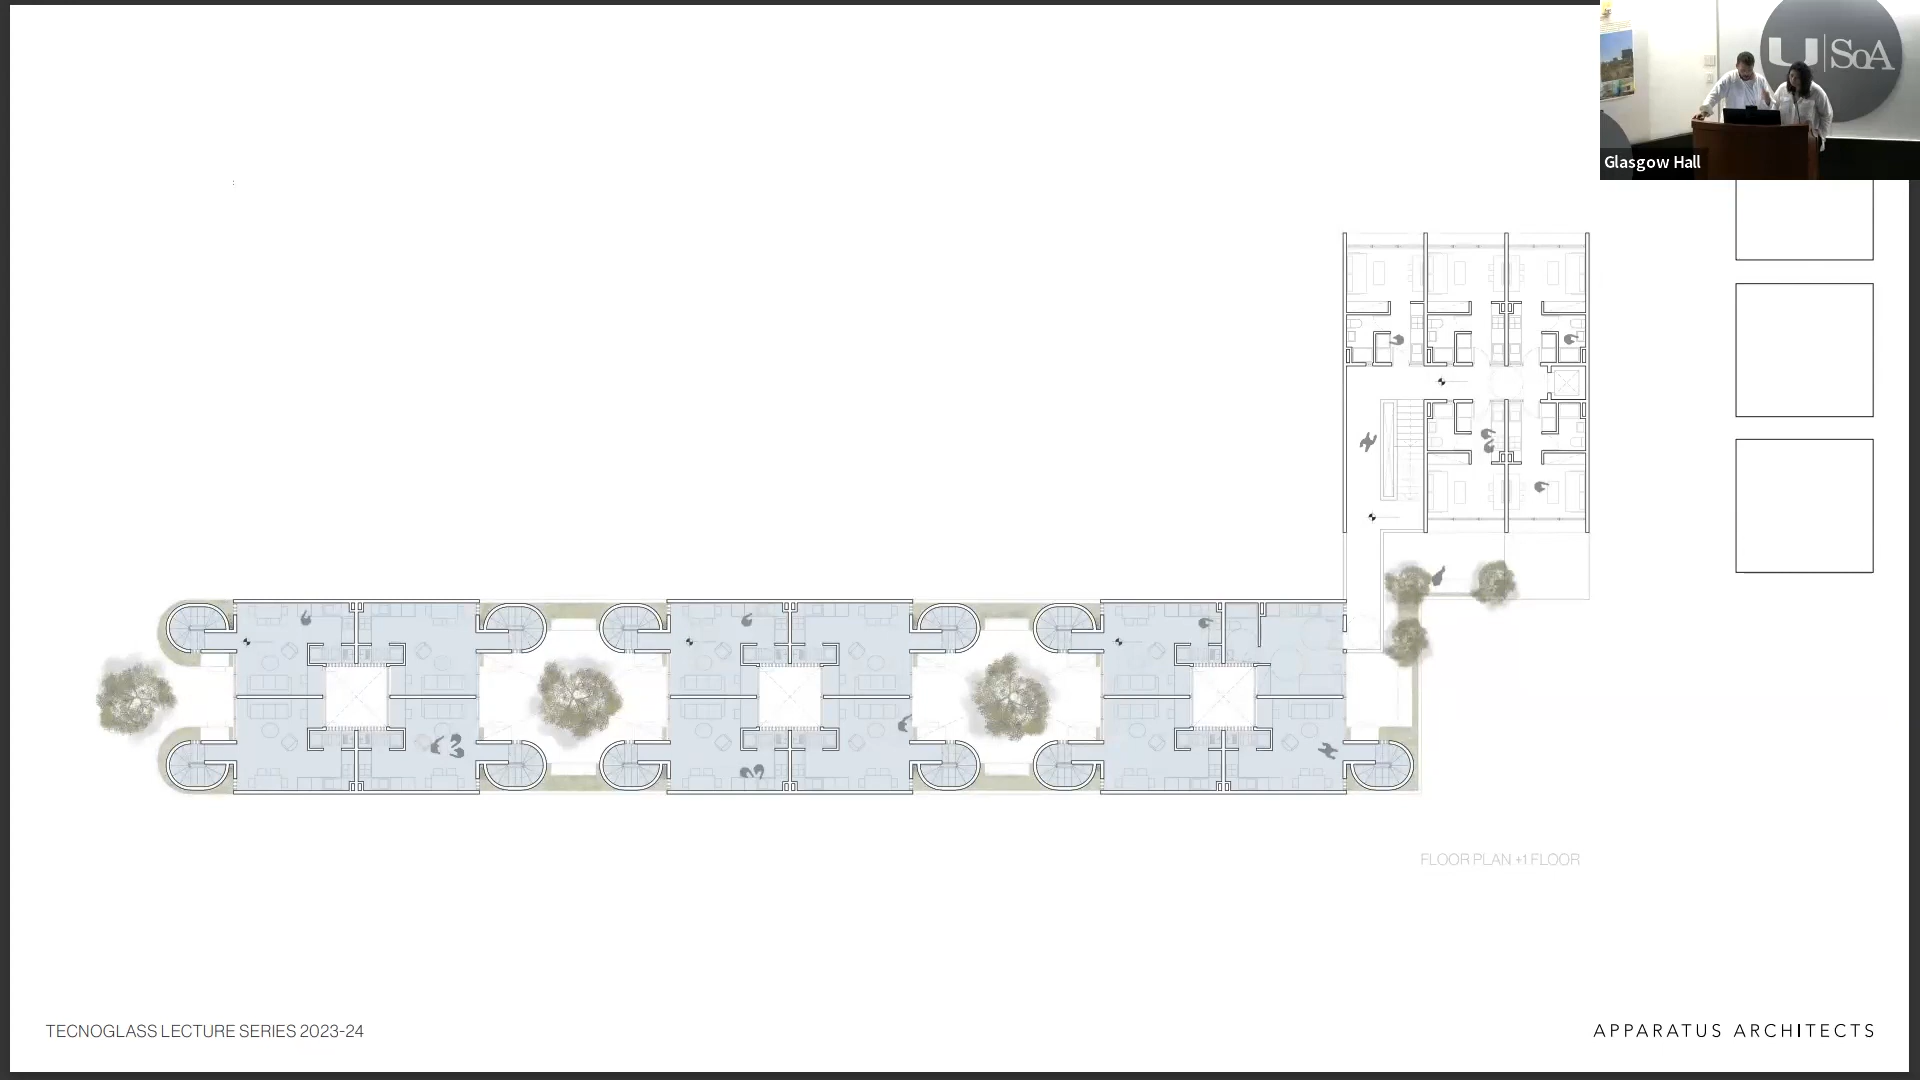 U SoA
Glasgow Hall
FLOOR PLAN +1 FLOOR
TECNOGLASS LECTURE SERIES 2023-24
APPARATUS ARCHITECTS